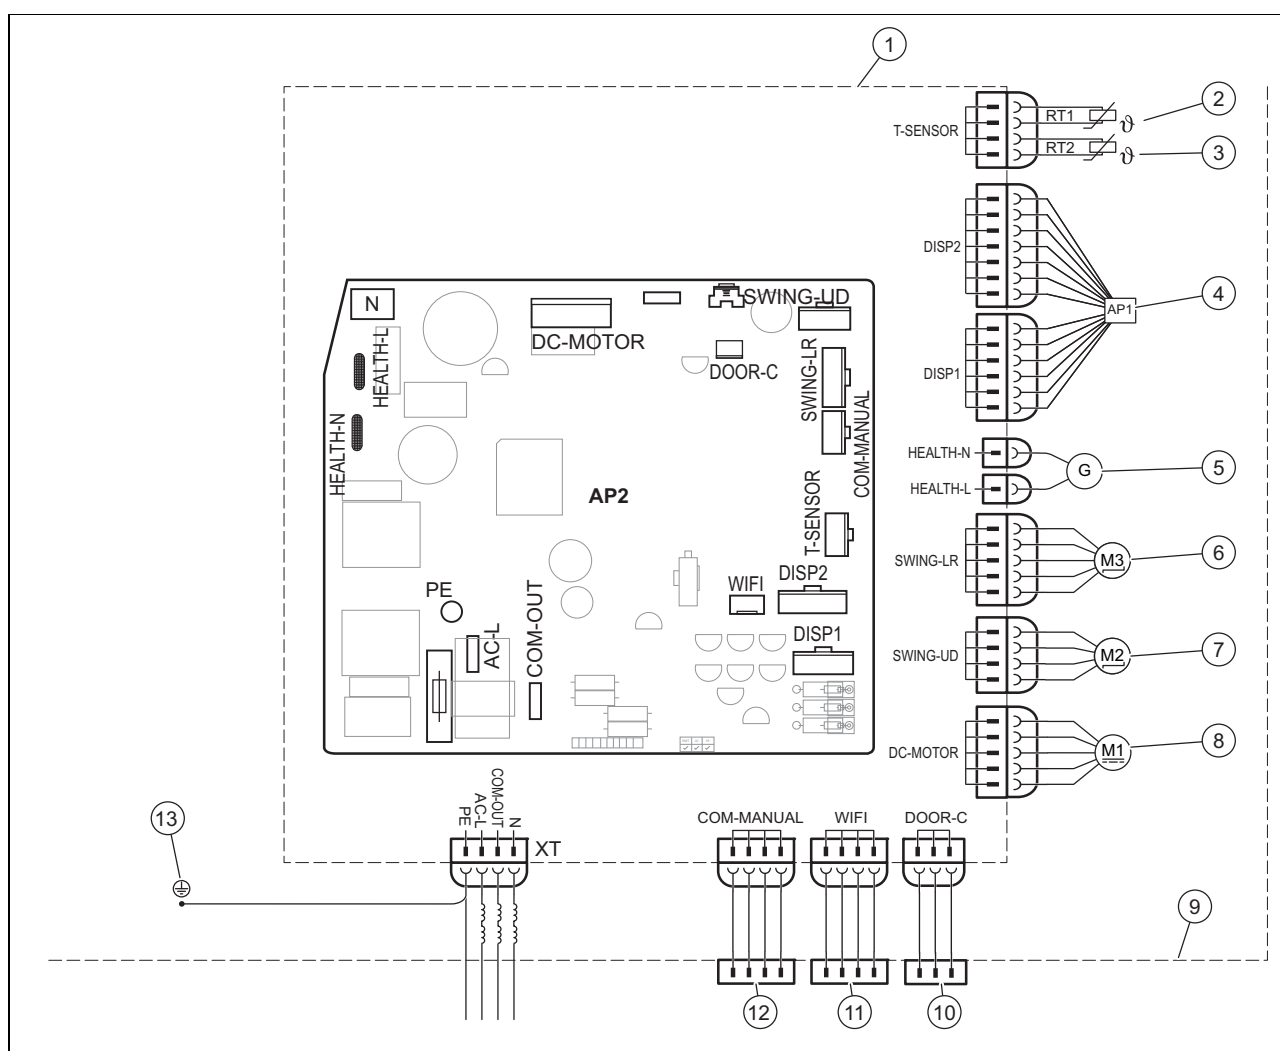 1
T-SENSOR
RT1
ϑ
2
RT2
ϑ
3
DISP2
AP1
4
DISP1
HEALTH-N
G
5
HEALTH-L
SWING-LR
M3
6
SWING-UD
M2
7
DC-MOTOR
M1
8
N
SWING-UD
HEALTH-L
DC-MOTOR
DOOR-C
SWING-LR
COM-MANUAL
HEALTH-N
AP2
T-SENSOR
WIFI
DISP2
PE
AC-L
COM-OUT
DISP1
PE
AC-L
COM-OUT
N
XT
COM-MANUAL
WIFI
DOOR-C
13
9
12
11
10